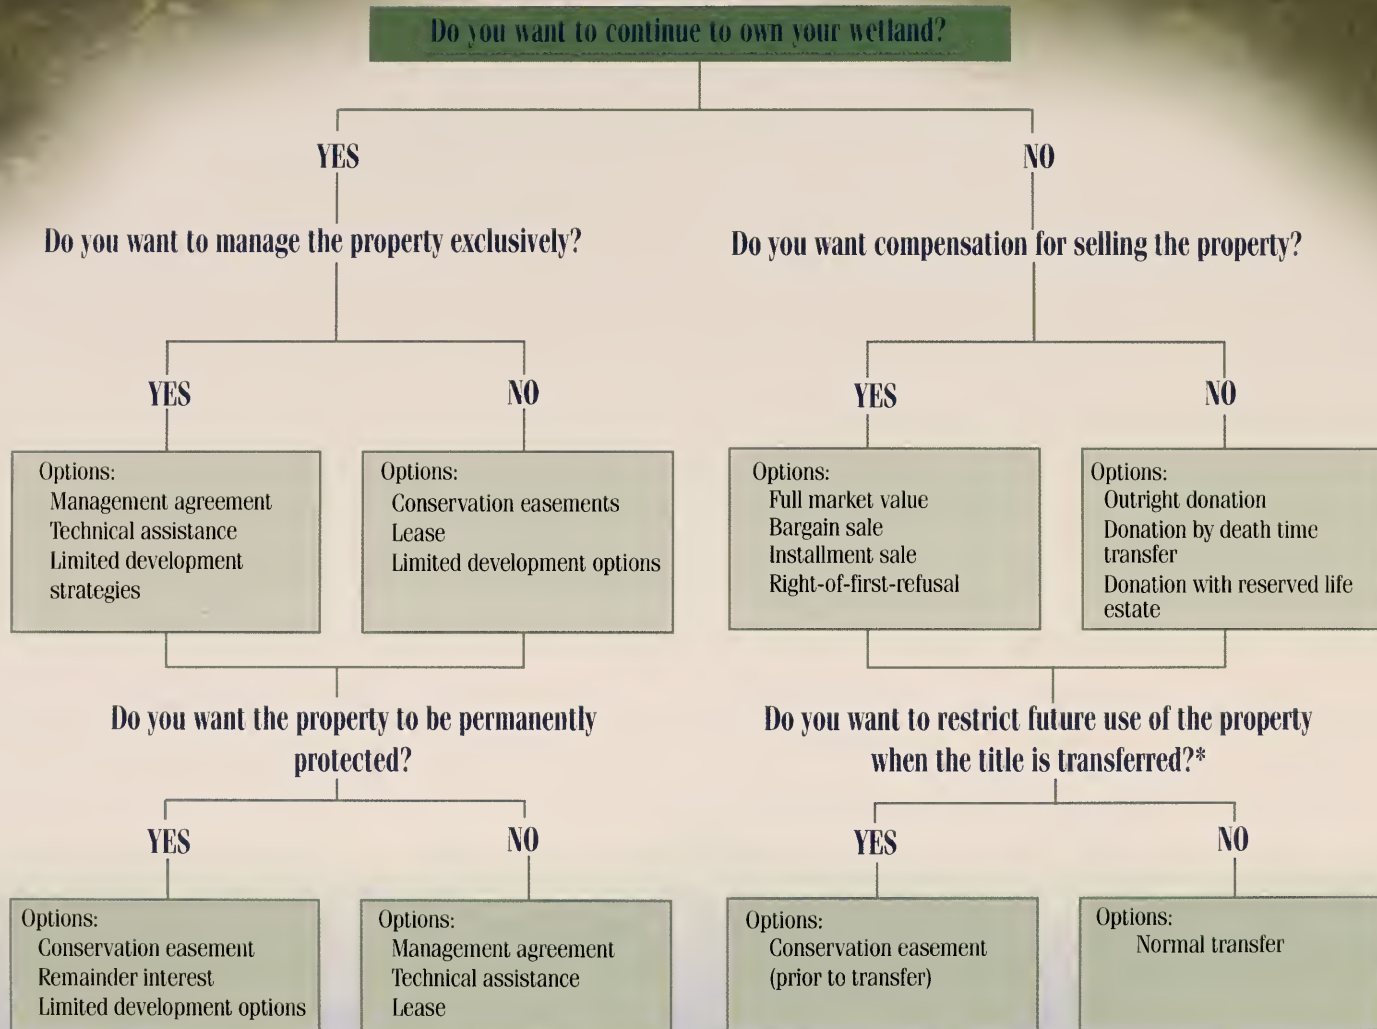 Do you want to continue to own your wetland?
YES
NO
Do you want to manage the property exclusively?
Do you want compensation for selling the property?
YES
NO
YES
NO
Options:
Management agreement
Technical assistance
Limited development
strategies
Options:
Conservation easements
Lease
Limited development options
Options:
Full market value
Bargain sale
Installment sale
Right-of-first-refusal
Options:
Outright donation
Donation by death time
transfer
Donation with reserved life
estate
Do you want the property to be permanently
protected?
Do you want to restrict future use of the property
when the title is transferred?*
YES
NO
YES
NO
Options:
Conservation easement
Remainder interest
Limited development options
Options:
Management agreement
Technical assistance
Lease
Options:
Conservation easement
(prior to transfer)
Options:
Normal transfer